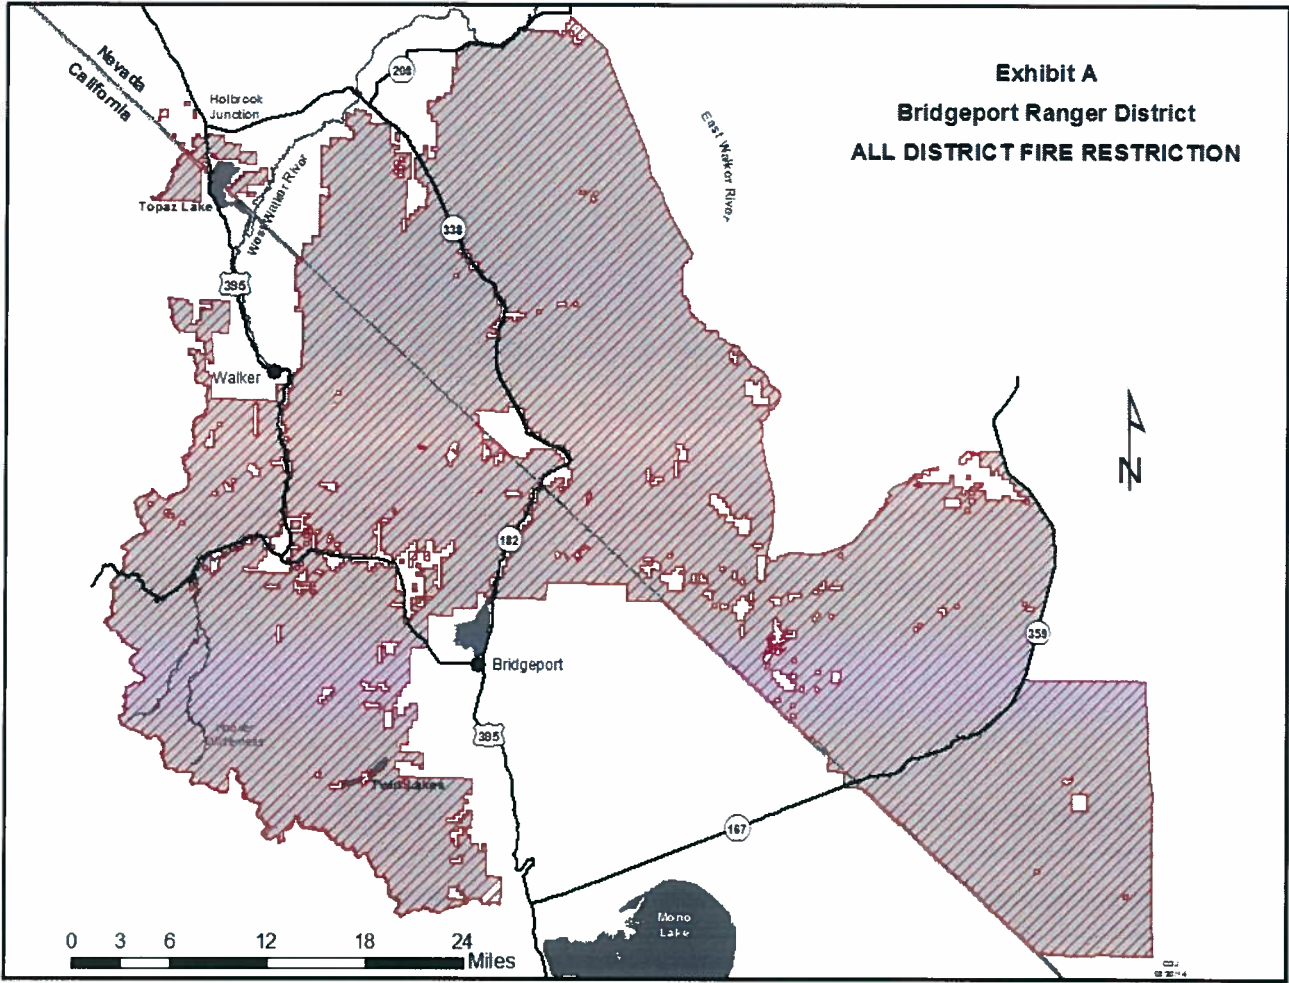 Exhibit A
Bridgeport Ranger District
ALL DISTRICT FIRE RESTRICTION
Nevada
California
Holbrook
Junction
208
East Walker River
West Walker River
Topaz Lake
338
395
Walker
N
182
359
Bridgeport
395
Hoover
Wilderness
Twin Lakes
167
Mono
Lake
0 3 6 12 18 24
Miles